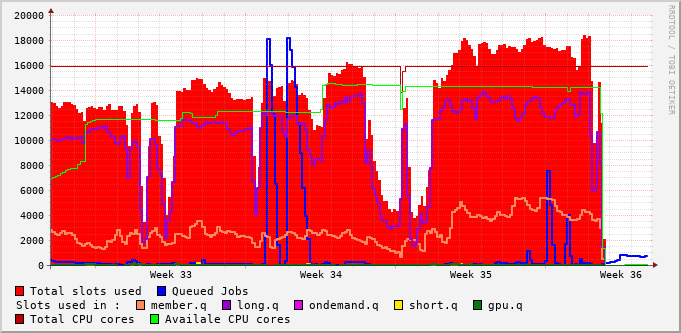 20000
18000
16000
14000
12000
10000
8000
6000
4000
2000
0
Week 33 Week 34 Week 35 Week 36
RRDTOOL / TOBI OETIKER
Total slots used Queued Jobs
Slots used in : member.q long.q ondemand.q short.q gpu.q
Total CPU cores Availale CPU cores